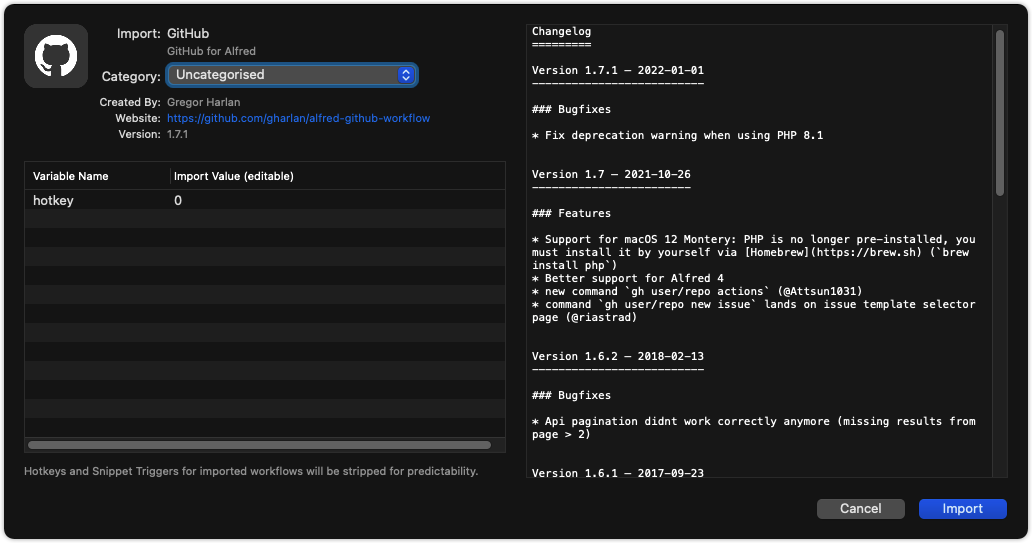 Import: GitHub
GitHub for Alfred
Category: Uncategorised
Created By: Gregor Harlan
Website: https://github.com/gharlan/alfred-github-workflow
Version: 1.7.1
Variable Name Import Value (editable)
hotkey 0
Hotkeys and Snippet Triggers for imported workflows will be stripped for predictability.
Changelog
=========
Version 1.7.1 – 2022-01-01
--------------------------
### Bugfixes
* Fix deprecation warning when using PHP 8.1
Version 1.7 – 2021-10-26
------------------------
### Features
* Support for macOS 12 Montery: PHP is no longer pre-installed, you
must install it by yourself via [Homebrew](https://brew.sh) (`brew
install php`)
* Better support for Alfred 4
* new command `gh user/repo actions` (@Attsun1031)
* command `gh user/repo new issue` lands on issue template selector
page (@riastrad)
Version 1.6.2 – 2018-02-13
--------------------------
### Bugfixes
* Api pagination didnt work correctly anymore (missing results from
page > 2)
Version 1.6.1 – 2017-09-23
Cancel Import